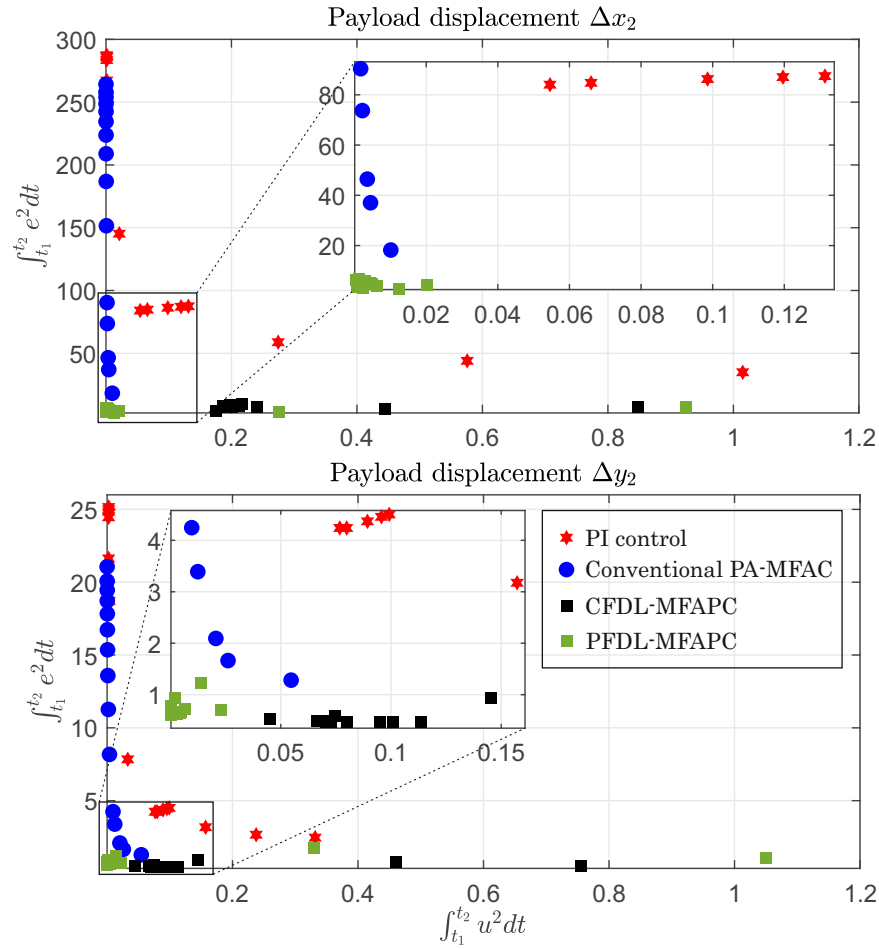 Payload displacement Δx₂
300
250
200
150
100
50
∫ₜ₁ᵗ² e²dt
80
60
40
20
0.02 0.04 0.06 0.08 0.1 0.12
0.2 0.4 0.6 0.8 1 1.2
Payload displacement Δy₂
25
20
15
10
5
∫ₜ₁ᵗ² e²dt
4
3
2
1
0.05 0.1 0.15
PI control
Conventional PA-MFAC
CFDL-MFAPC
PFDL-MFAPC
0.2 0.4 0.6 0.8 1 1.2
∫ₜ₁ᵗ² u²dt